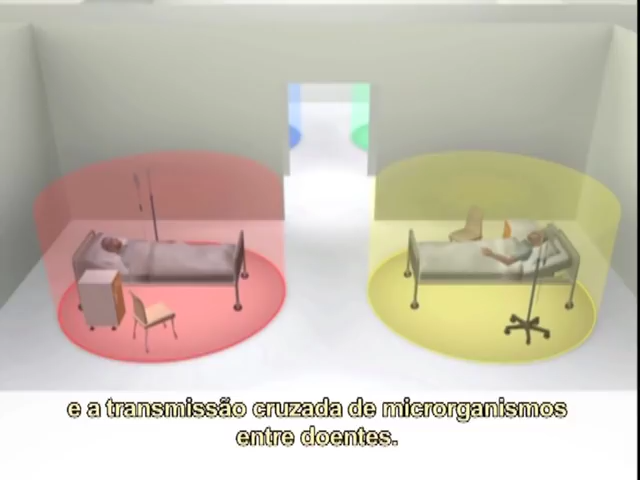 e a transmissão cruzada de microrganismos
entre doentes.